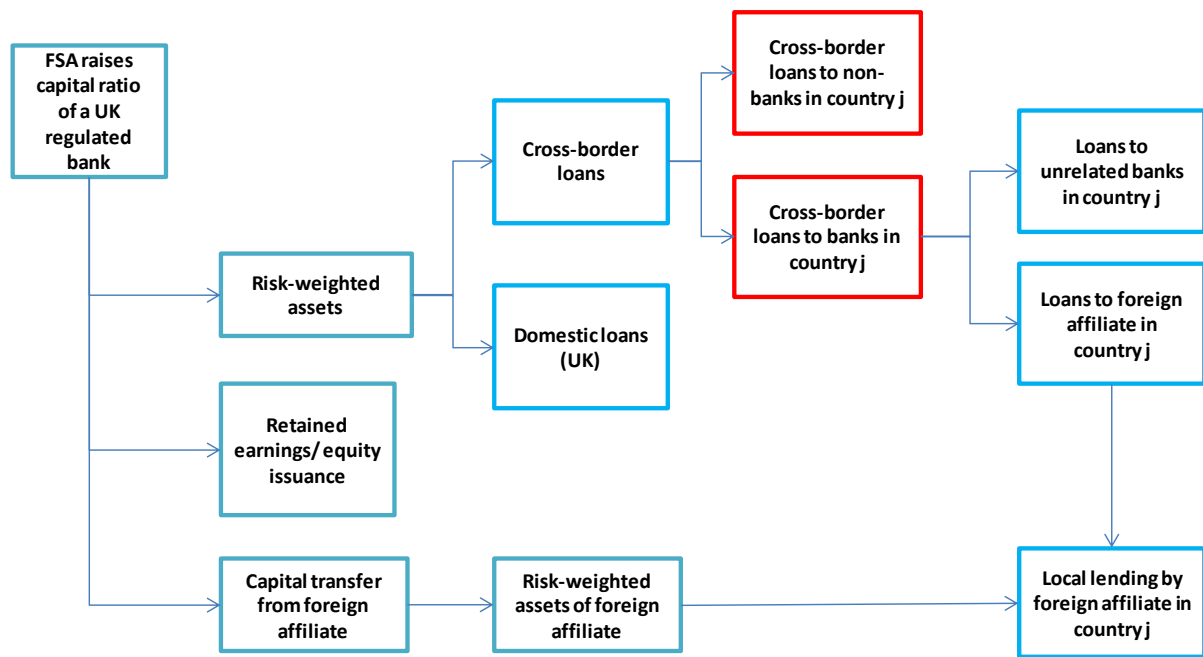 FSA raises
capital ratio
of a UK
regulated
bank
Cross-border
loans to non-
banks in country j
Cross-border
loans
Cross-border
loans to banks in
country j
Loans to
unrelated banks
in country j
Risk-weighted
assets
Domestic loans
(UK)
Loans to foreign
affiliate in
country j
Retained
earnings/ equity
issuance
Capital transfer
from foreign
affiliate
Risk-weighted
assets of foreign
affiliate
Local lending by
foreign affiliate in
country j